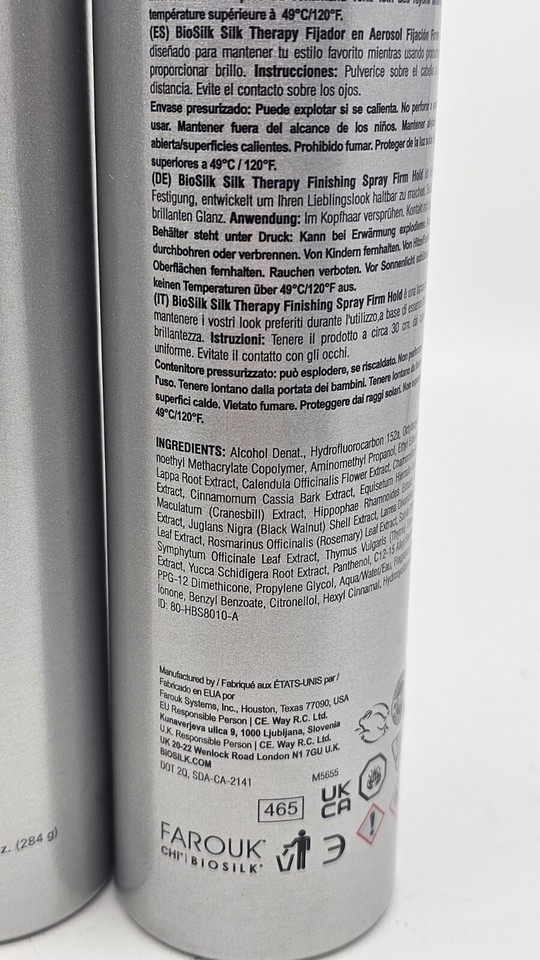 température supérieure à 49°C/120°F.
(ES) BioSilk Silk Therapy Fijador en Aerosol Fijación
diseñado para mantener tu estilo favorito mientras usando
proporcionar brillo. Instrucciones: Pulverice sobre el
distancia. Evite el contacto sobre los ojos.
Envase presurizado: Puede explotar si se calienta. No perforar
usar. Mantener fuera del alcance de los niños. Mantener
abierta/superficies calientes. Prohibido fumar. Proteger de la
superiores a 49°C / 120°F.
(DE) BioSilk Silk Therapy Finishing Spray Firm Hold
Festigung, entwickelt um Ihren Lieblingslook haltbar zu machen.
brillanten Glanz. Anwendung: Im Kopfhaar versprühen.
Behälter steht unter Druck: Kann bei Erwärmung explodieren.
durchbohren oder verbrennen. Von Kindern fernhalten. Von
Oberflächen fernhalten. Rauchen verboten. Vor Sonnenlicht
keinen Temperaturen über 49°C/120°F aus.
(IT) BioSilk Silk Therapy Finishing Spray Firm Hold
mantenere i vostri look preferiti durante l'utilizzo,a base di
brillantezza. Istruzioni: Tenere il prodotto a circa 30 cm.
uniforme. Evitate il contatto con gli occhi.
Contenitore pressurizzato: può esplodere, se riscaldato. Non
l'uso. Tenere lontano dalla portata dei bambini. Tenere lontano
superfici calde. Vietato fumare. Proteggere dai raggi solari. Non
49°C/120°F.
INGREDIENTS: Alcohol Denat., Hydrofluorocarbon 152a,
noethyl Methacrylate Copolymer, Aminomethyl Propanol,
Lappa Root Extract, Calendula Officinalis Flower Extract,
Extract, Cinnamomum Cassia Bark Extract, Equisetum
Maculatum (Cranesbill) Extract, Hippophae Rhamnoides
Extract, Juglans Nigra (Black Walnut) Shell Extract, Larrea
Leaf Extract, Rosmarinus Officinalis (Rosemary) Leaf Extract,
Symphytum Officinale Leaf Extract, Thymus Vulgaris
Extract, Yucca Schidigera Root Extract, Panthenol, C12-15
PPG-12 Dimethicone, Propylene Glycol, Aqua/Water/Eau,
Ionone, Benzyl Benzoate, Citronellol, Hexyl Cinnamal,
ID: 80-HBS8010-A
Manufactured by / Fabriqué aux ÉTATS-UNIS par /
Fabricado en EUA por
Farouk Systems, Inc., Houston, Texas 77090, USA
EU Responsible Person | CE. Way R.C. Ltd.
Kunaverjeva ulica 9, 1000 Ljubljana, Slovenia
U.K. Responsible Person | CE. Way R.C. Ltd.
UK 20-22 Wenlock Road London N1 7GU U.K.
BIOSILK.COM
DOT 2Q, SDA-CA-2141
M5655
465
UK
CA
FAROUK
CHI | BIOSILK
z. (284 g)